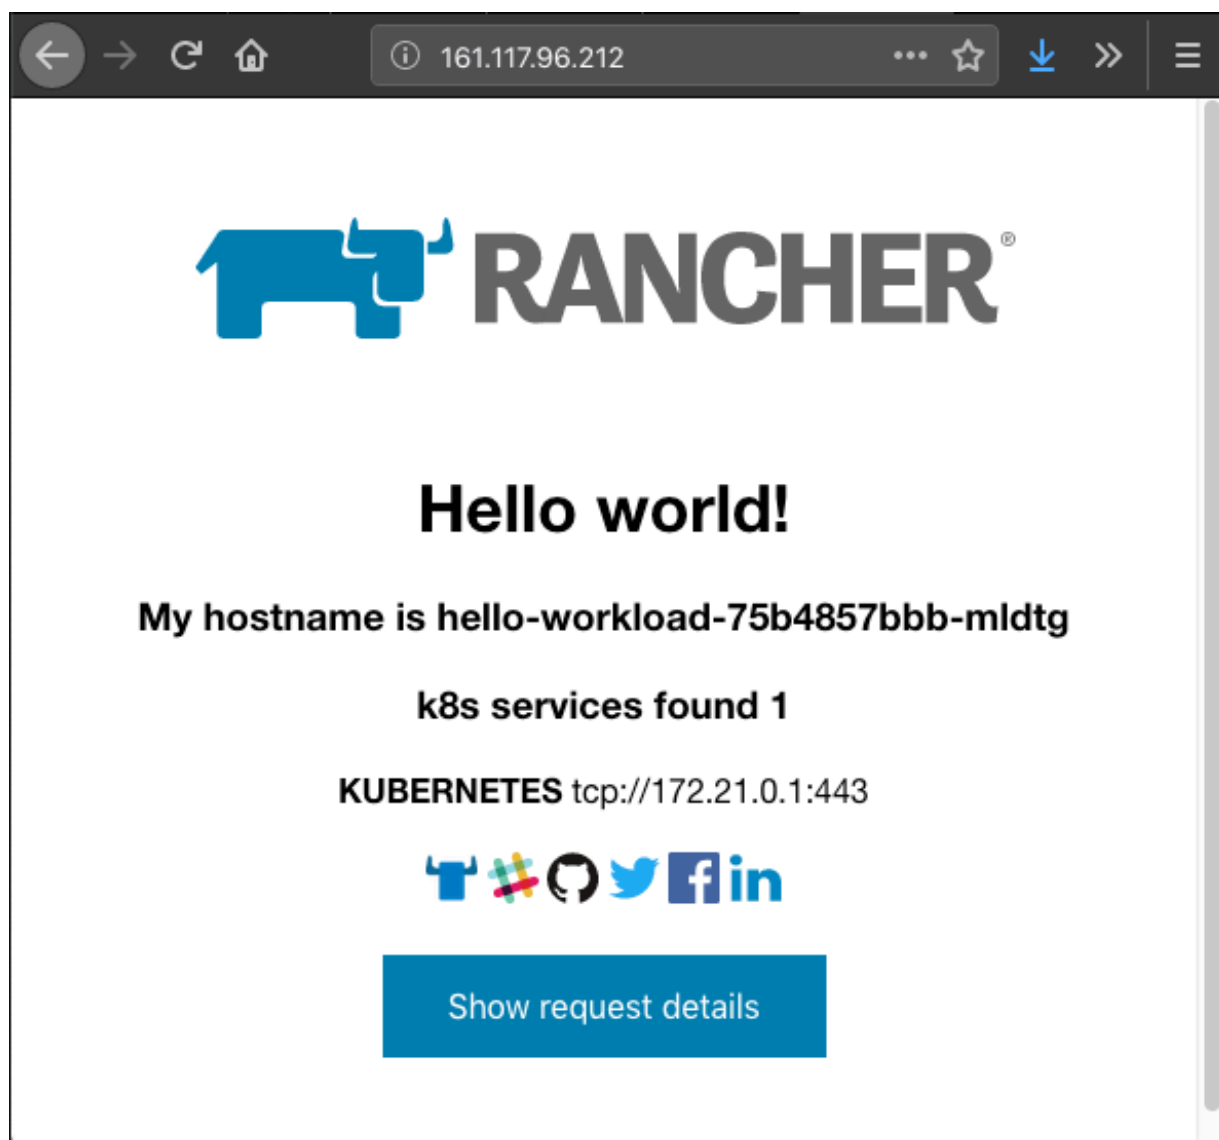 161.117.96.212
RANCHER®
Hello world!
My hostname is hello-workload-75b4857bbb-mldtg
k8s services found 1
KUBERNETES tcp://172.21.0.1:443
Show request details